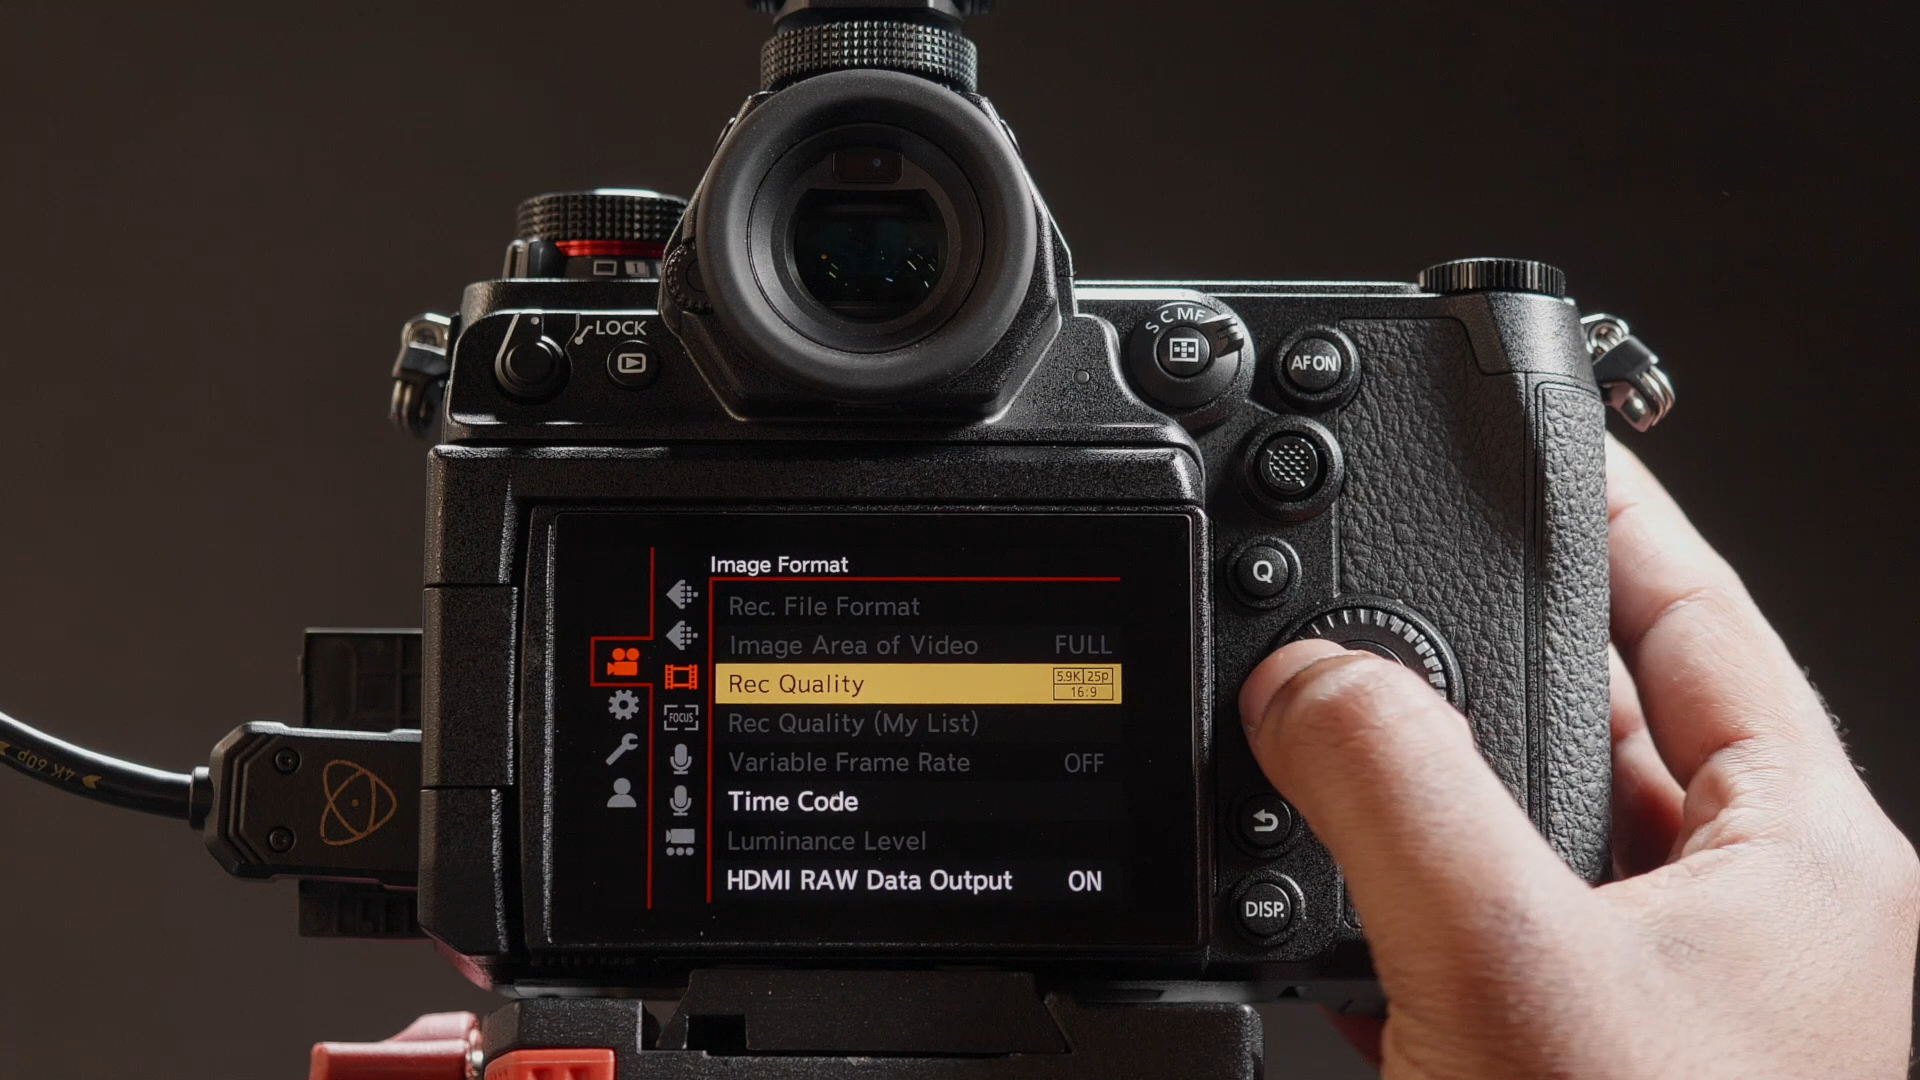 LOCK
S C MF
AF ON
Q
Image Format
Rec. File Format
Image Area of Video FULL
Rec Quality 5.9K 25p 16:9
FOCUS
Rec Quality (My List)
Variable Frame Rate OFF
4K 60p
Time Code
Luminance Level
HDMI RAW Data Output ON
DISP.